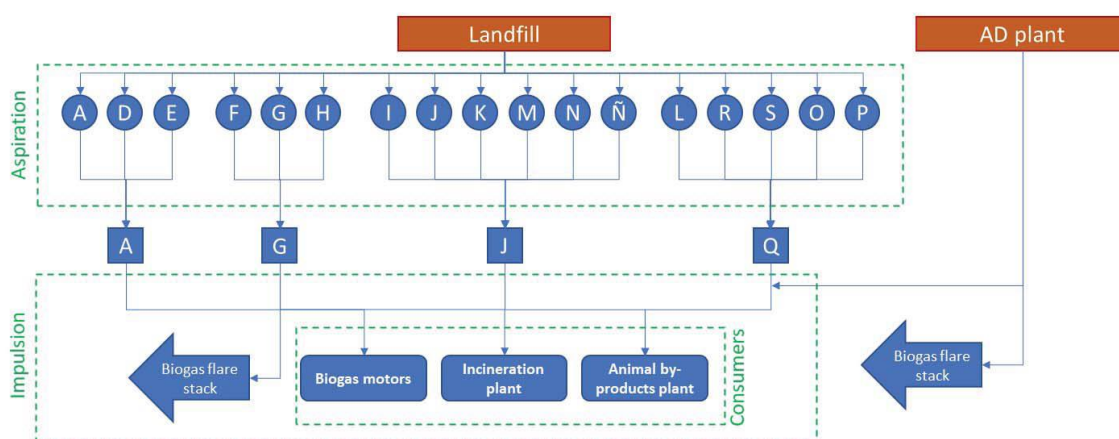 Landfill
AD plant
Aspiration
A
D
E
F
G
H
I
J
K
M
N
Ñ
L
R
S
O
P
A
G
J
Q
Impulsion
Biogas flare
stack
Biogas motors
Incineration
plant
Animal by-
products plant
Consumers
Biogas flare
stack